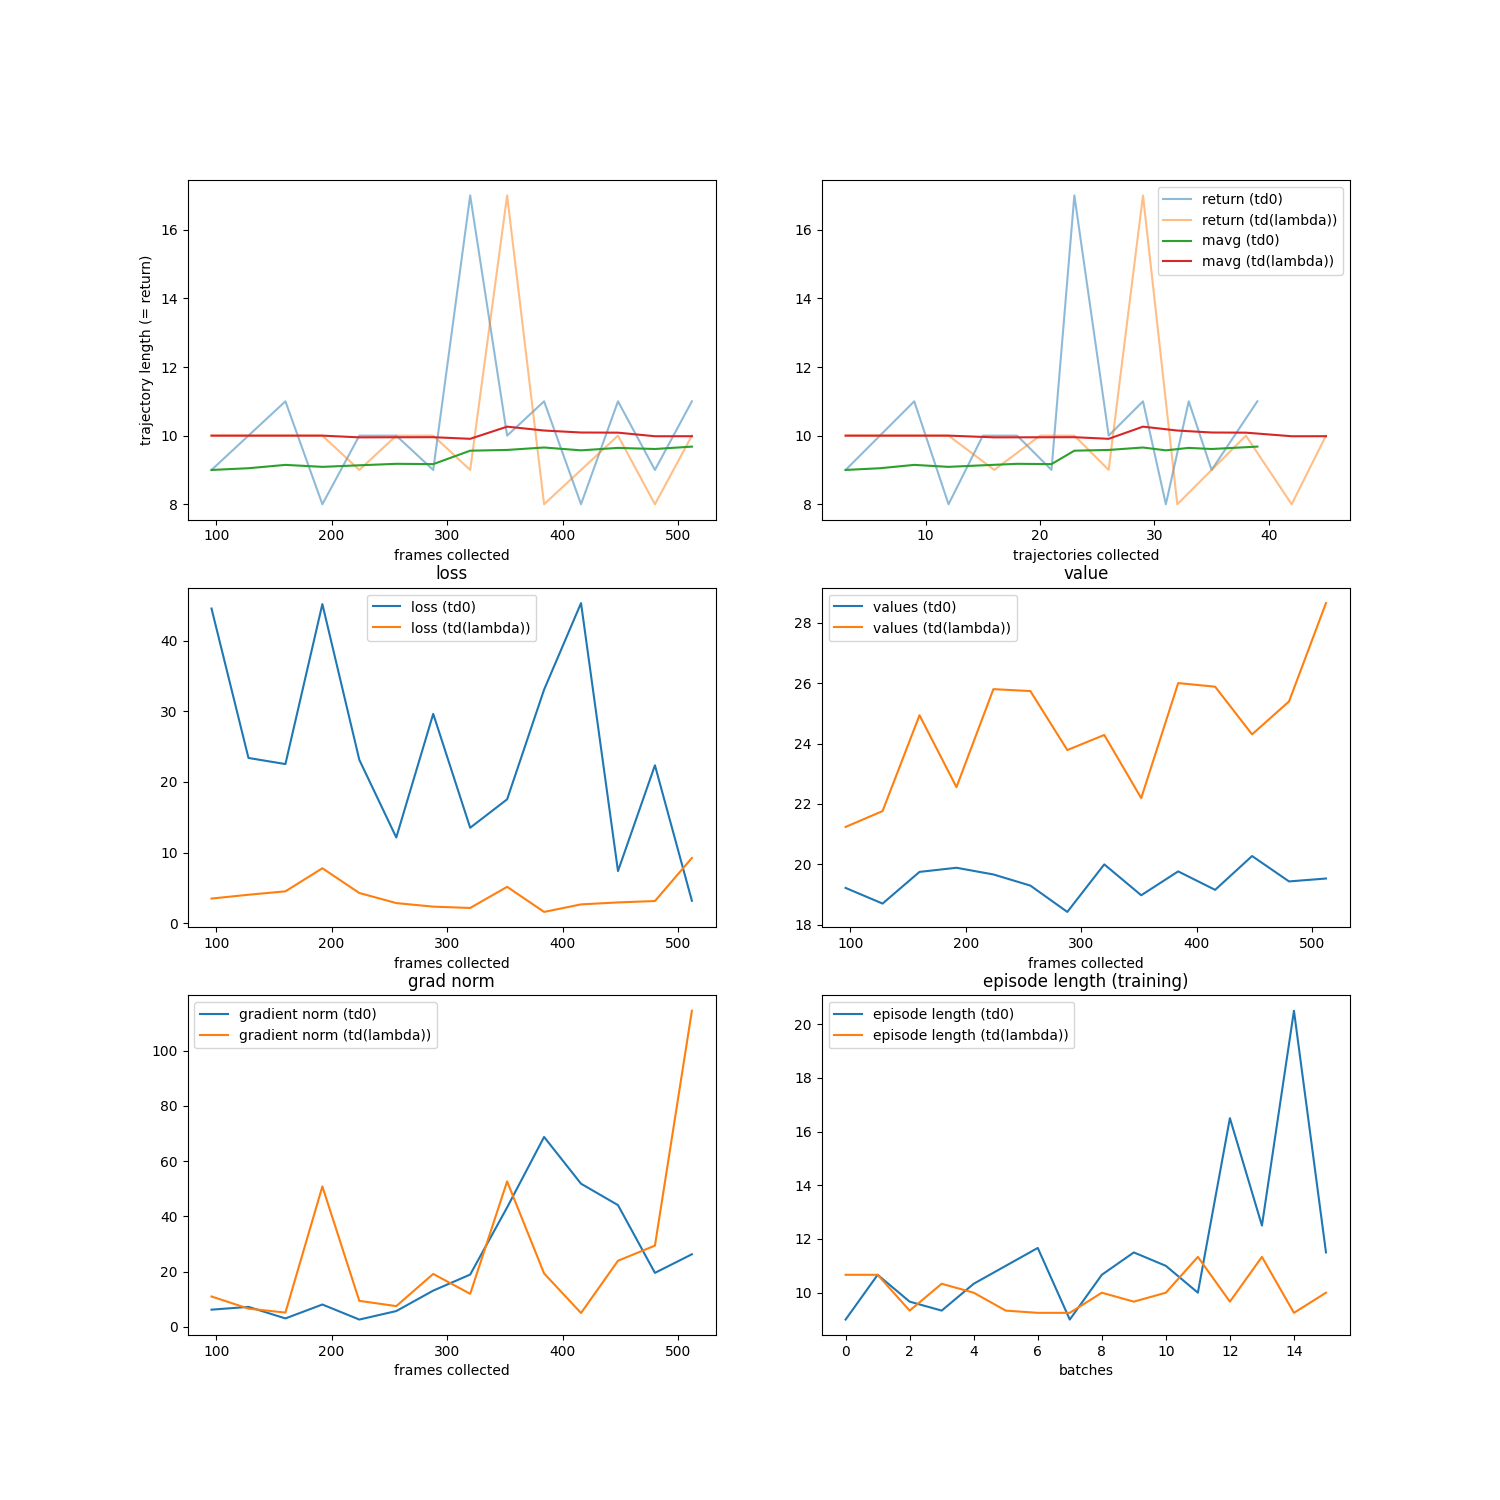 16
14
12
10
8
trajectory length (= return)
100 200 300 400 500
frames collected
16
14
12
10
8
return (td0)
return (td(lambda))
mavg (td0)
mavg (td(lambda))
10 20 30 40
trajectories collected
loss
loss (td0)
loss (td(lambda))
40
30
20
10
0
100 200 300 400 500
frames collected
value
values (td0)
values (td(lambda))
28
26
24
22
20
18
100 200 300 400 500
frames collected
grad norm
gradient norm (td0)
gradient norm (td(lambda))
100
80
60
40
20
0
100 200 300 400 500
frames collected
episode length (training)
episode length (td0)
episode length (td(lambda))
20
18
16
14
12
10
0 2 4 6 8 10 12 14
batches